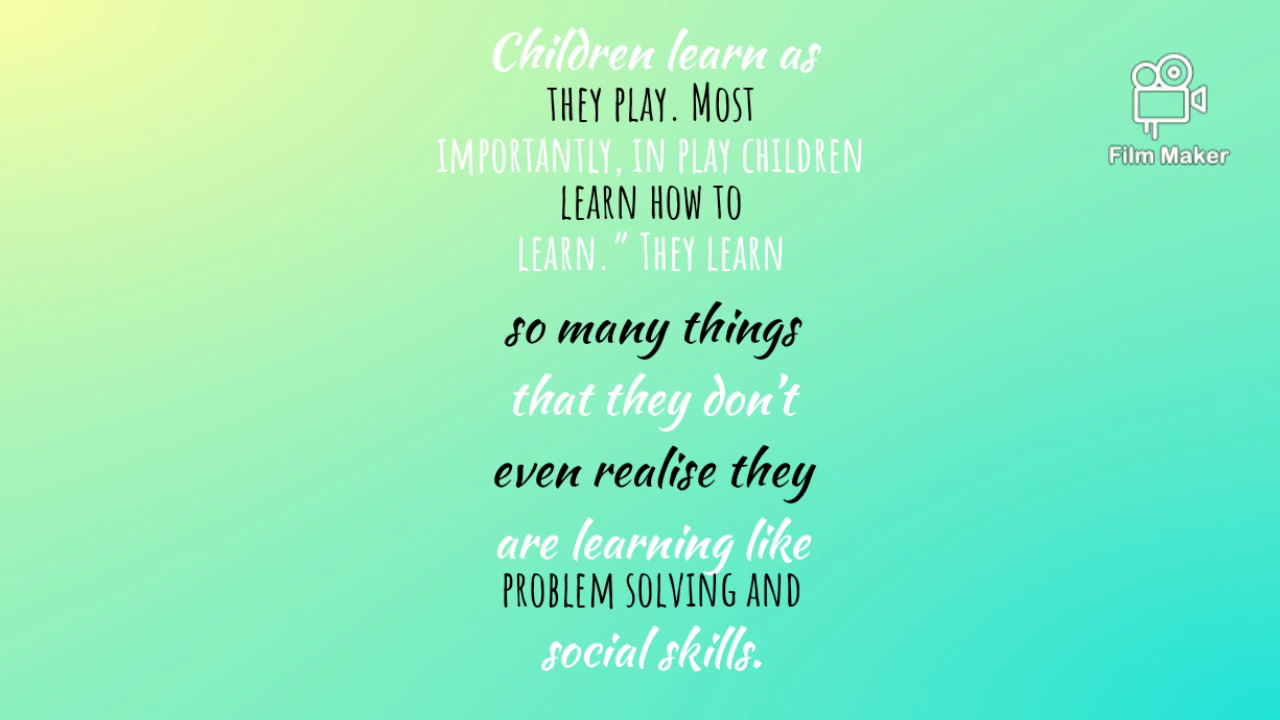 Children learn as
they play. Most
importantly, in play children
learn how to
learn.” They learn
so many things
that they don't
even realise they
are learning like
problem solving and
social skills.
Film Maker